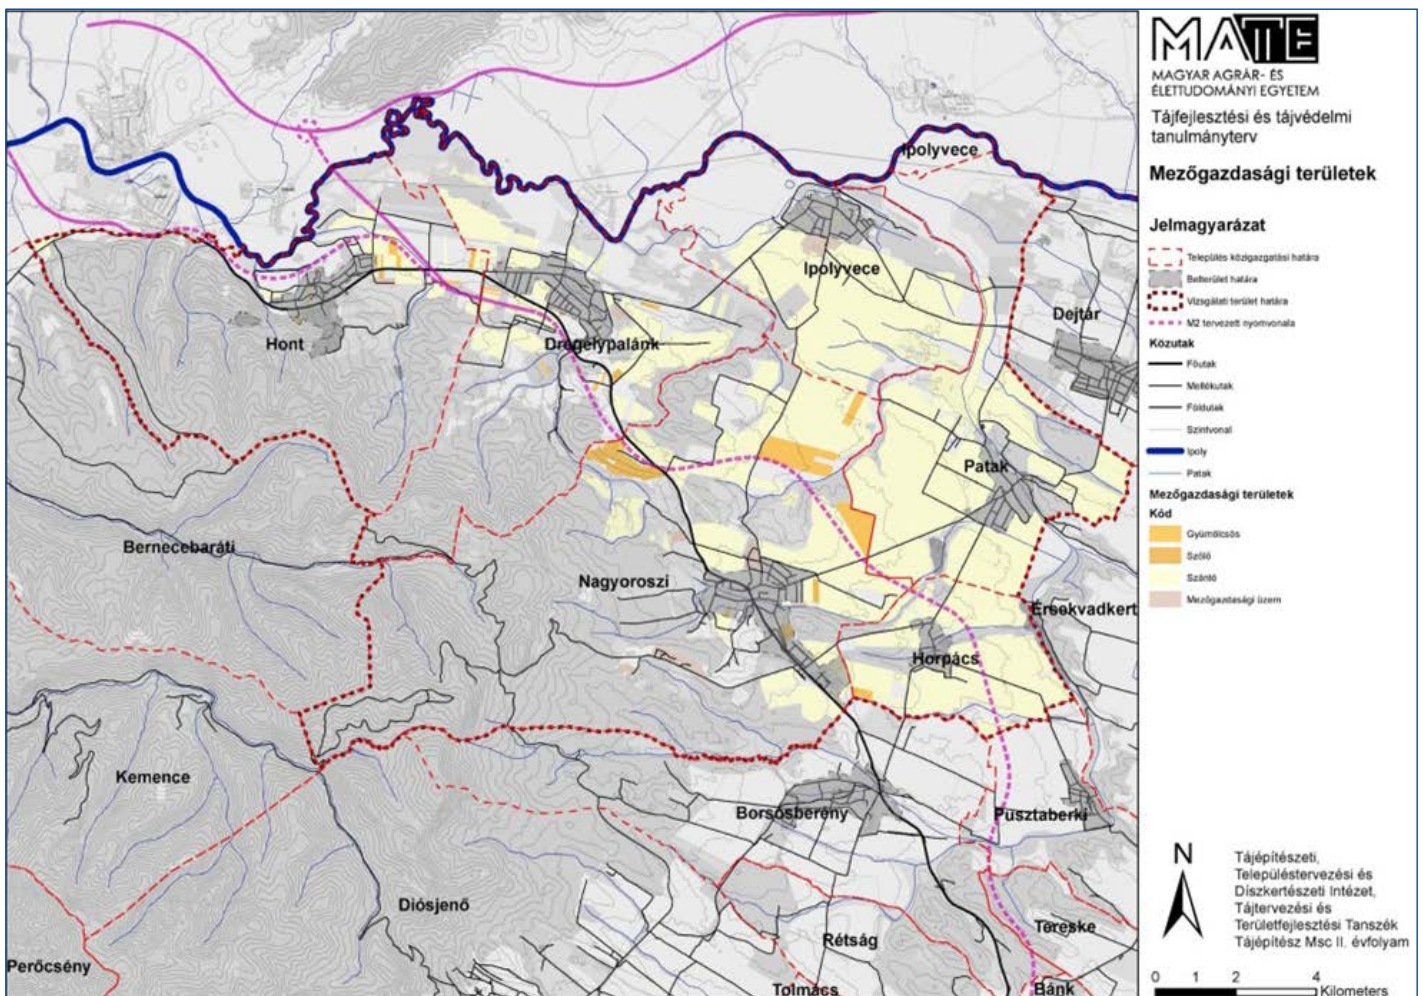 MATE
MAGYAR AGRÁR- ÉS
ÉLETTUDOMÁNYI EGYETEM
Tájfejlesztési és tájvédelmi
tanulmányterv
Mezőgazdasági területek
Jelmagyarázat
Település közigazgatási határa
Belterület határa
Vizsgálati terület határa
M2 tervezett nyomvonala
Közutak
Főutak
Mellékutak
Földutak
Szintvonal
Ipoly
Patak
Mezőgazdasági területek
Kód
Gyümölcsös
Szőlő
Szántó
Mezőgazdasági üzem
Ipolyvece
Ipolyvece
Dejtár
Hont
Drégelypalánk
Patak
Bernecebaráti
Nagyoroszi
Érsekvadkert
Horpács
Kemence
Borsosberény
Pusztaberki
Diósjenő
Rétság
Tereske
Perőcsény
Tolmács
Bánk
N
Tájépítészeti,
Településtervezési és
Díszkertészeti Intézet,
Tájtervezési és
Területfejlesztési Tanszék
Tájépítész Msc II. évfolyam
0 1 2 4
Kilometers